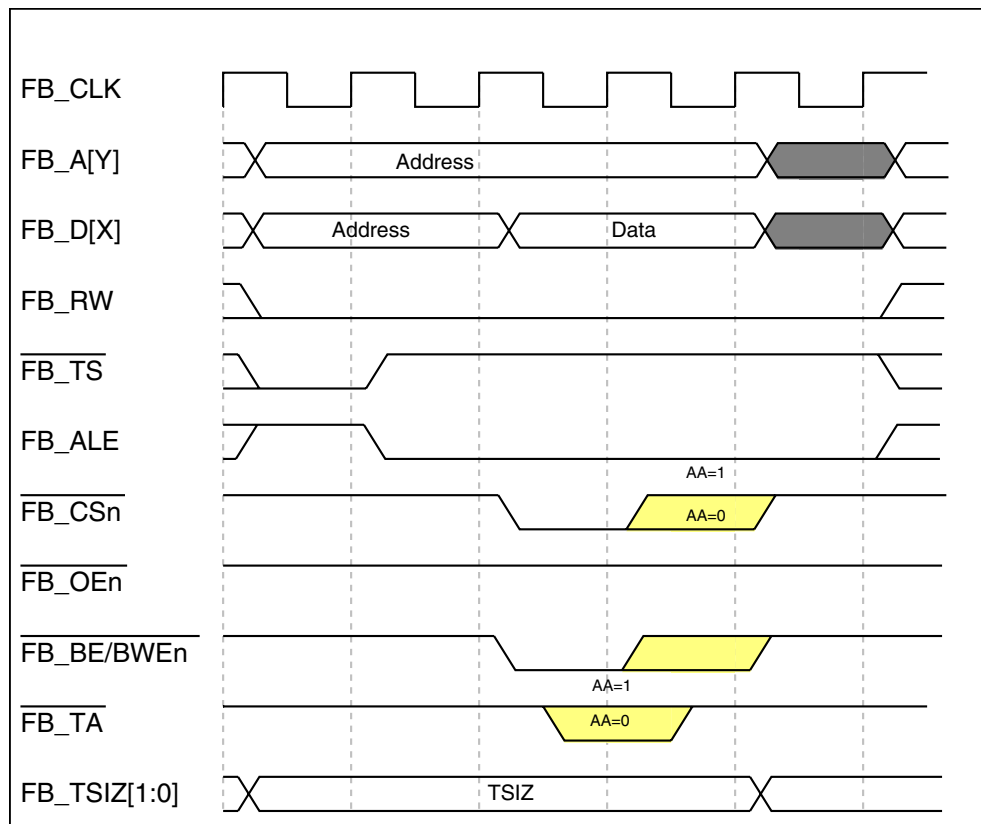 FB_CLK
FB_A[Y]
Address
FB_D[X]
Address
Data
FB_RW
FB_TS
FB_ALE
AA=1
FB_CSn
AA=0
FB_OEn
FB_BE/BWEn
AA=1
FB_TA
AA=0
FB_TSIZ[1:0]
TSIZ